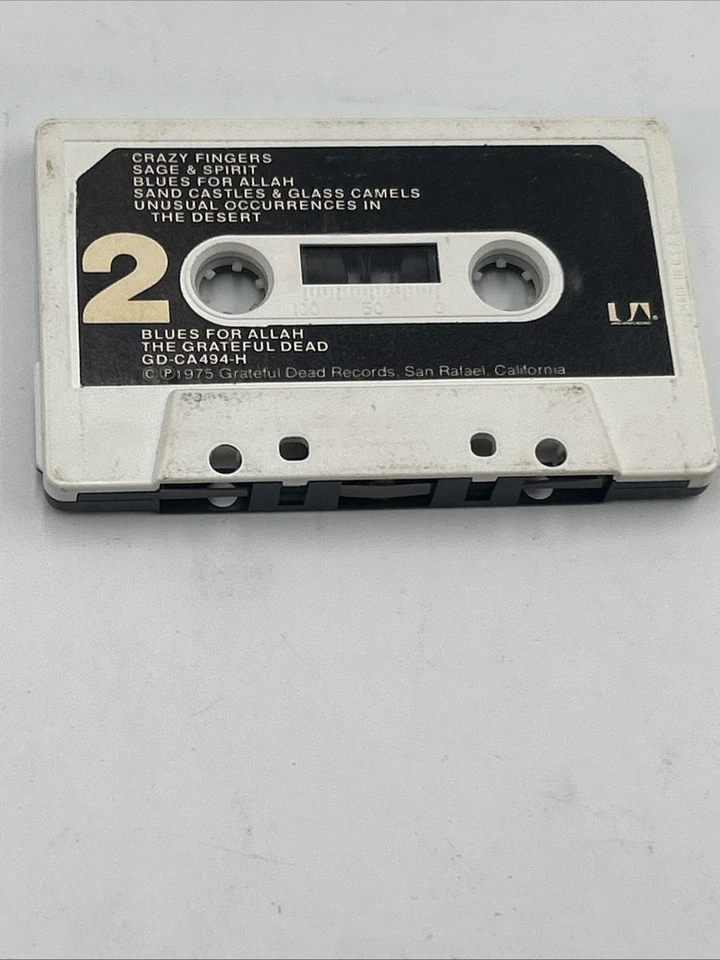 CRAZY FINGERS
SAGE & SPIRIT
BLUES FOR ALLAH
SAND CASTLES & GLASS CAMELS
UNUSUAL OCCURRENCES IN
THE DESERT
2
100 50 0
UA
BLUES FOR ALLAH
THE GRATEFUL DEAD
GD-CA494-H
© ℗ 1975 Grateful Dead Records, San Rafael, California